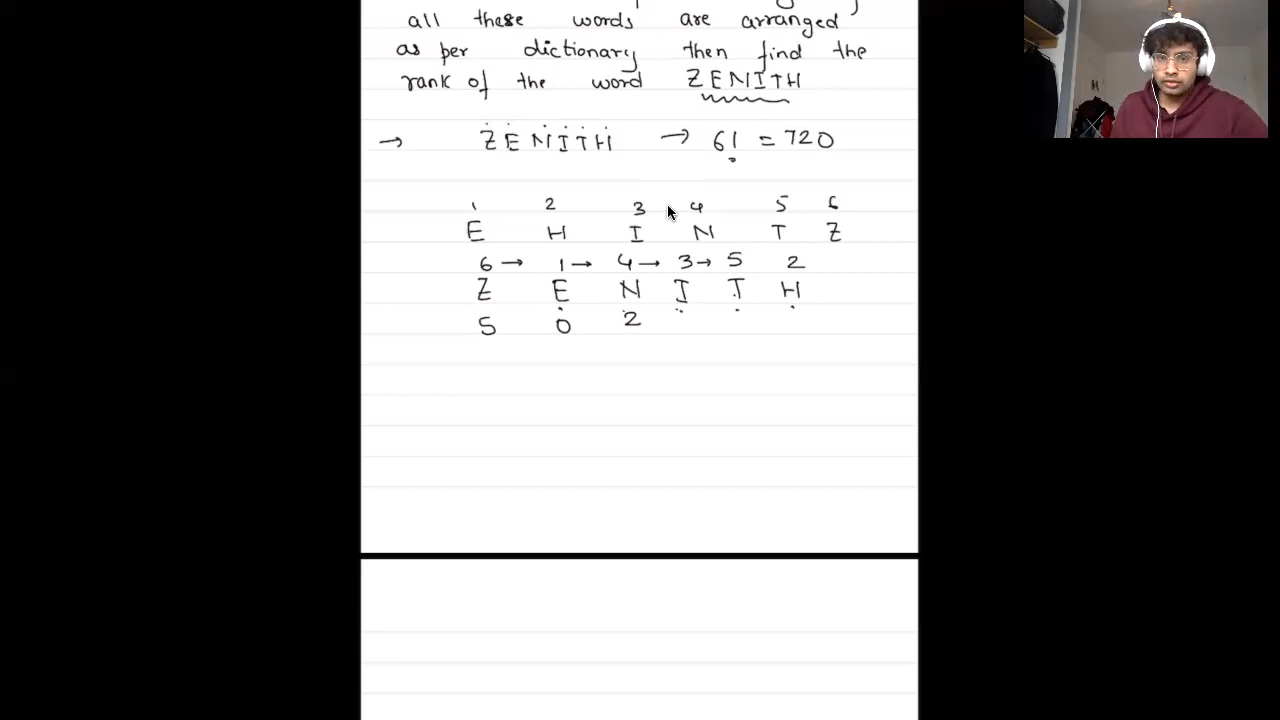 all these words are arranged
as per dictionary then find the
rank of the word ZENITH
→ ZENITH → 6! = 720
1 2 3 4 5 6
E H I N T Z
6 → 1 → 4 → 3 → 5 2
Z E N I T H
5 0 2